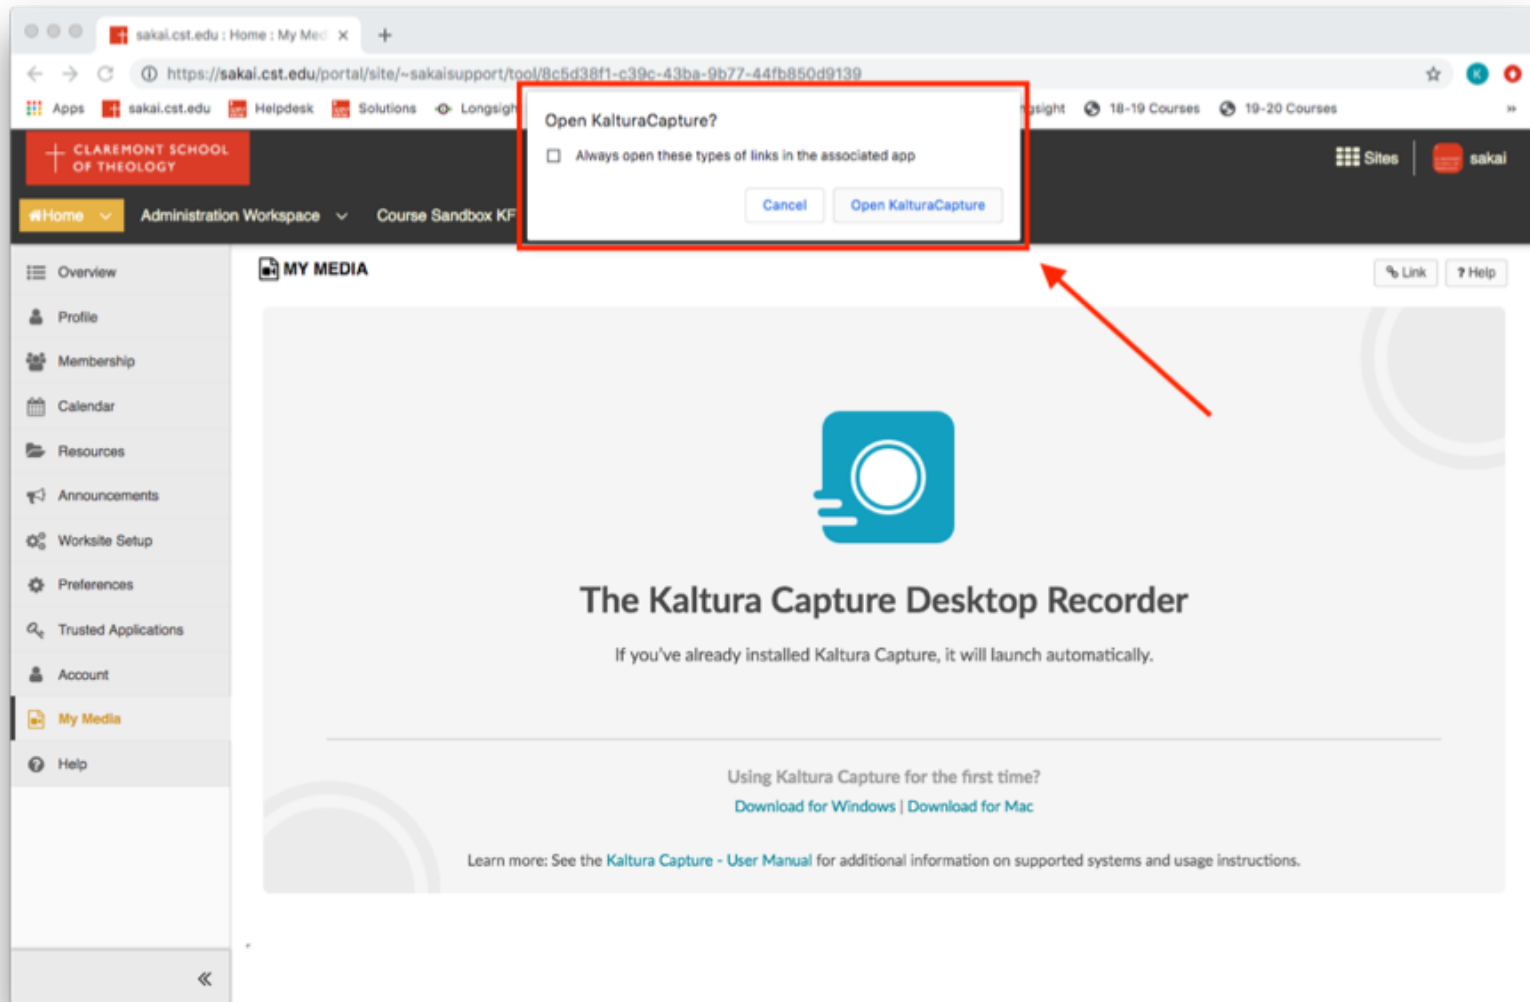 sakai.cst.edu : Home : My Med
https://sakai.cst.edu/portal/site/~sakaisupport/tool/8c5d38f1-c39c-43ba-9b77-44fb850d9139
K
Apps sakai.cst.edu Helpdesk Solutions Longsigh ngsight 18-19 Courses 19-20 Courses
Open KalturaCapture?
Always open these types of links in the associated app
Cancel Open KalturaCapture
CLAREMONT SCHOOL
OF THEOLOGY
Sites sakai
Home Administration Workspace Course Sandbox KF
Overview
Profile
Membership
Calendar
Resources
Announcements
Worksite Setup
Preferences
Trusted Applications
Account
My Media
Help
MY MEDIA
Link ? Help
The Kaltura Capture Desktop Recorder
If you've already installed Kaltura Capture, it will launch automatically.
Using Kaltura Capture for the first time?
Download for Windows | Download for Mac
Learn more: See the Kaltura Capture - User Manual for additional information on supported systems and usage instructions.